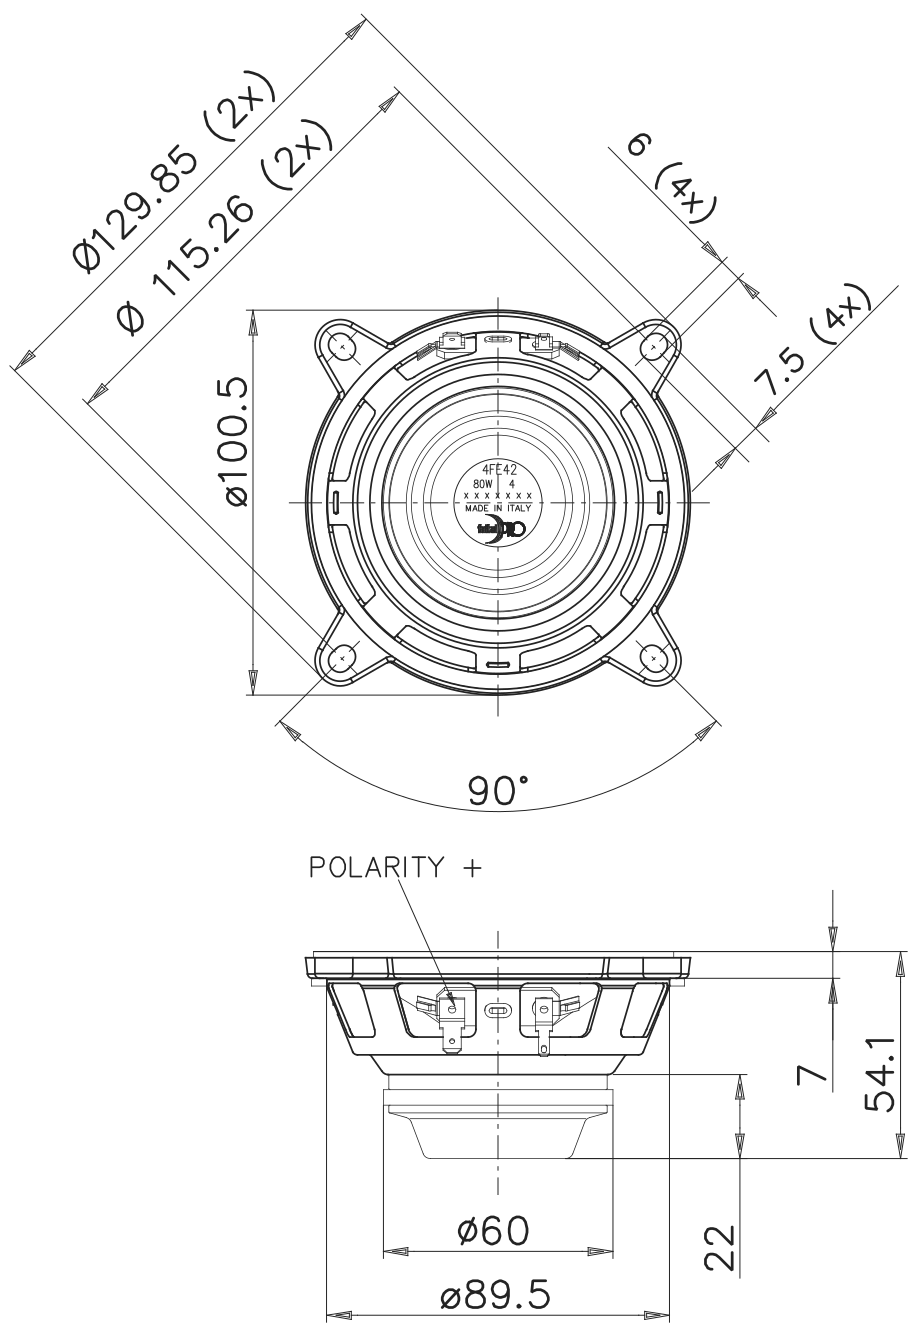 Ø129.85 (2x)
Ø 115.26 (2x)
6 (4x)
7.5 (4x)
ø100.5
4FE42
80W 4
x x x x x x x
MADE IN ITALY
90°
POLARITY +
7
54.1
22
ø60
ø89.5